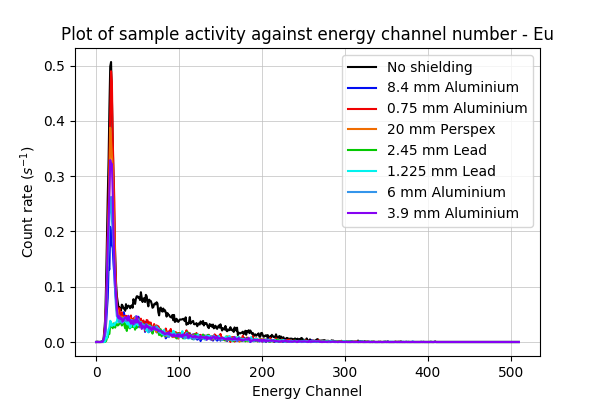 Plot of sample activity against energy channel number - Eu
0.5
0.4
0.3
0.2
0.1
0.0
Count rate (s⁻¹)
No shielding
8.4 mm Aluminium
0.75 mm Aluminium
20 mm Perspex
2.45 mm Lead
1.225 mm Lead
6 mm Aluminium
3.9 mm Aluminium
0 100 200 300 400 500
Energy Channel